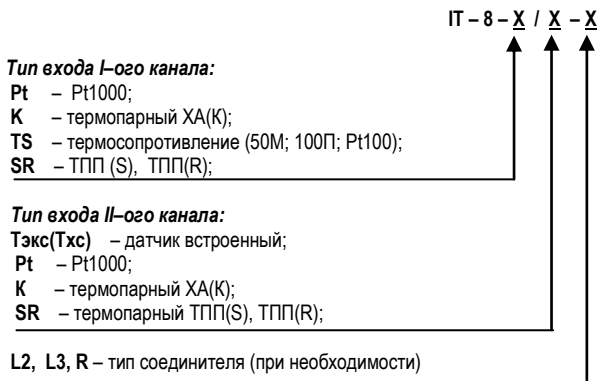 IT – 8 – X / X – X
Тип входа I–ого канала:
Pt – Pt1000;
K – термопарный ХА(К);
TS – термосопротивление (50М; 100П; Pt100);
SR – ТПП (S), ТПП(R);
Тип входа II–ого канала:
Тэкс(Тхс) – датчик встроенный;
Pt – Pt1000;
К – термопарный ХА(К);
SR – термопарный ТПП(S), ТПП(R);
L2, L3, R – тип соединителя (при необходимости)